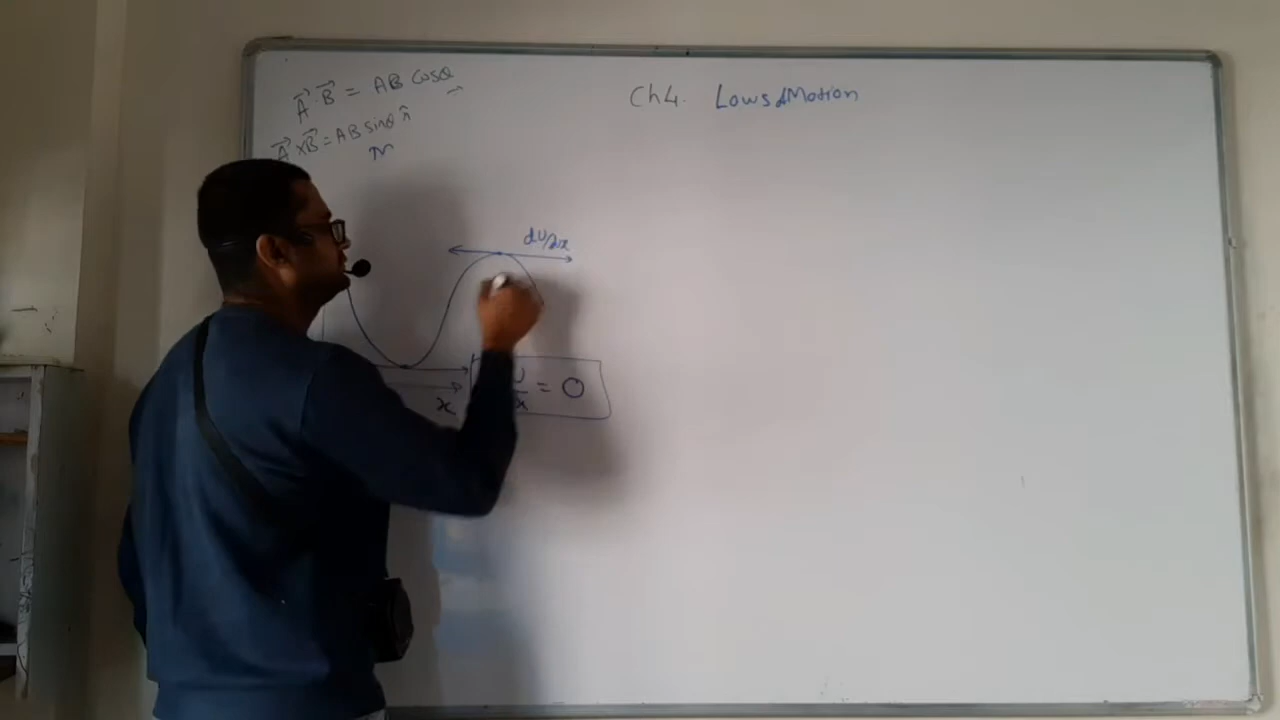 A⃗·B⃗ = AB cosθ
A⃗×B⃗ = AB sinθ n̂
Ch4. Laws of Motion
dU/dx
U
= 0
x
x